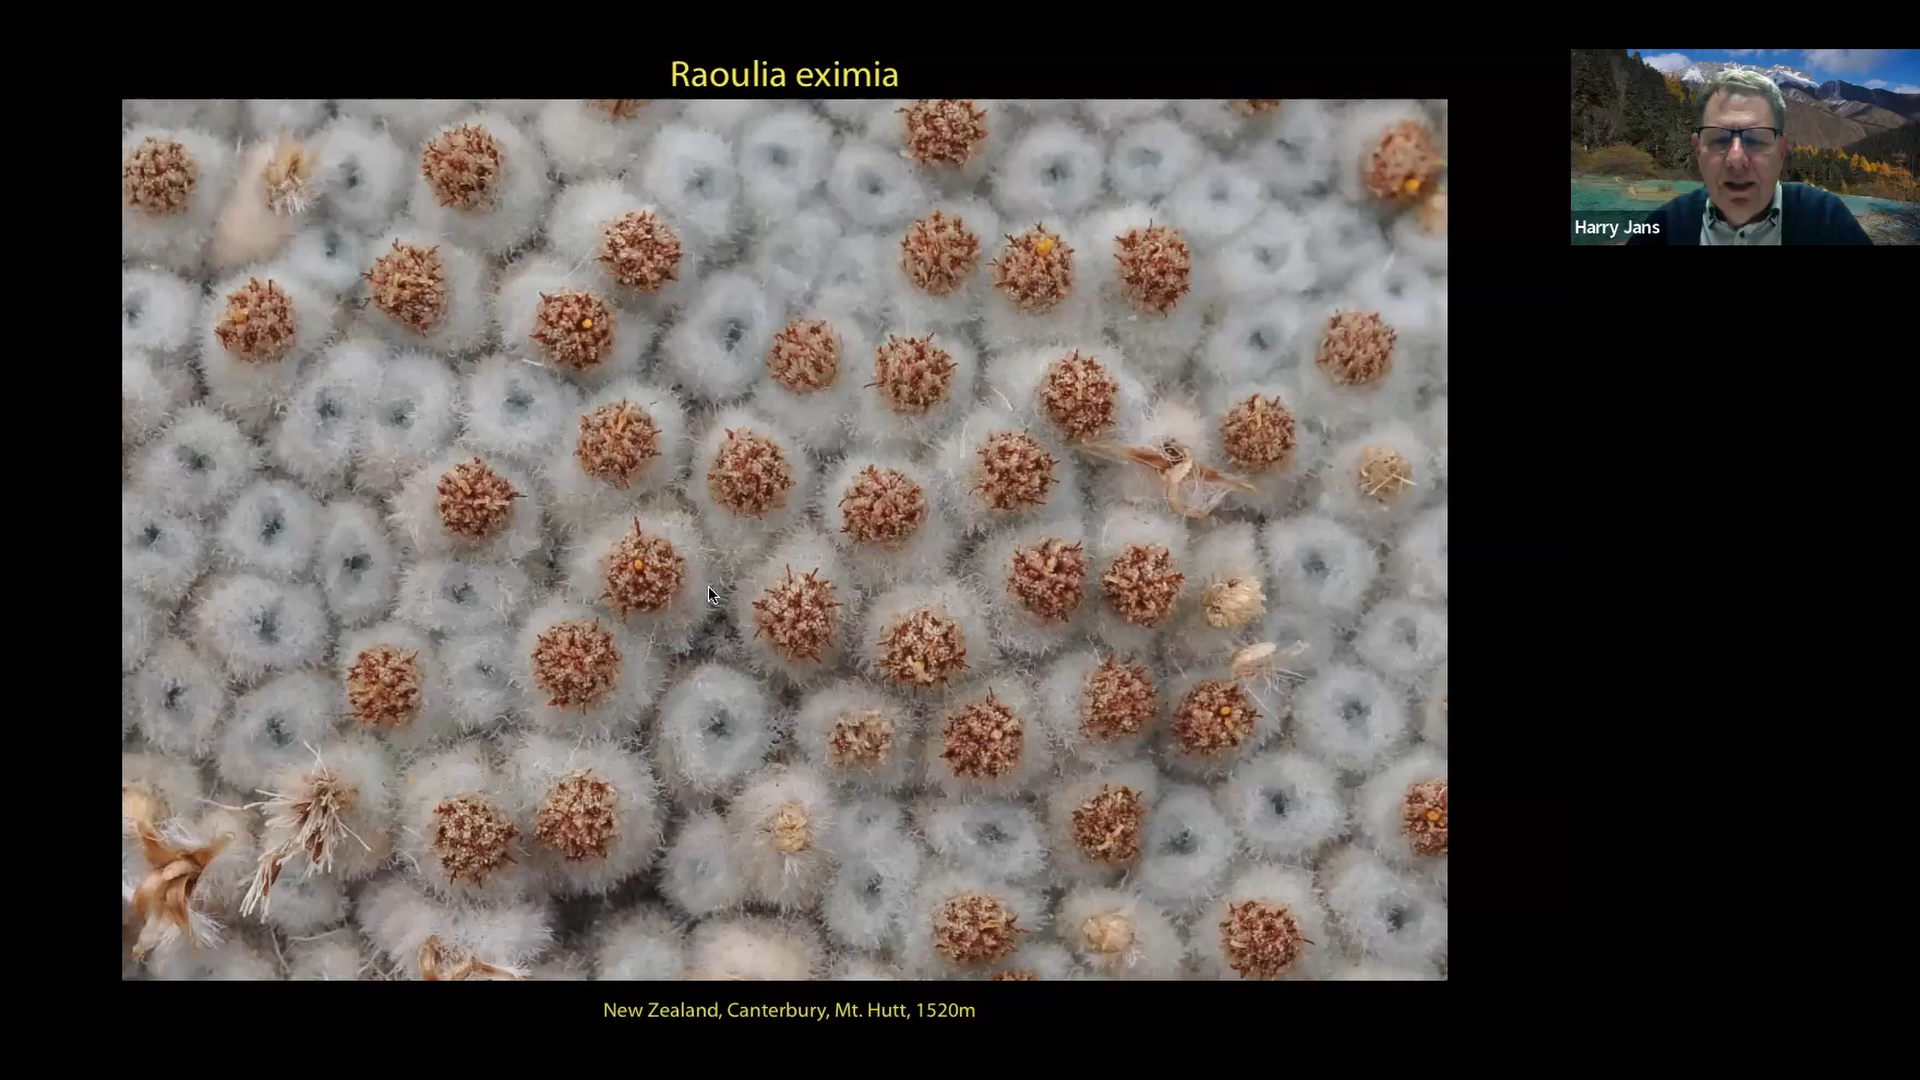 Raoulia eximia
Harry Jans
New Zealand, Canterbury, Mt. Hutt, 1520m